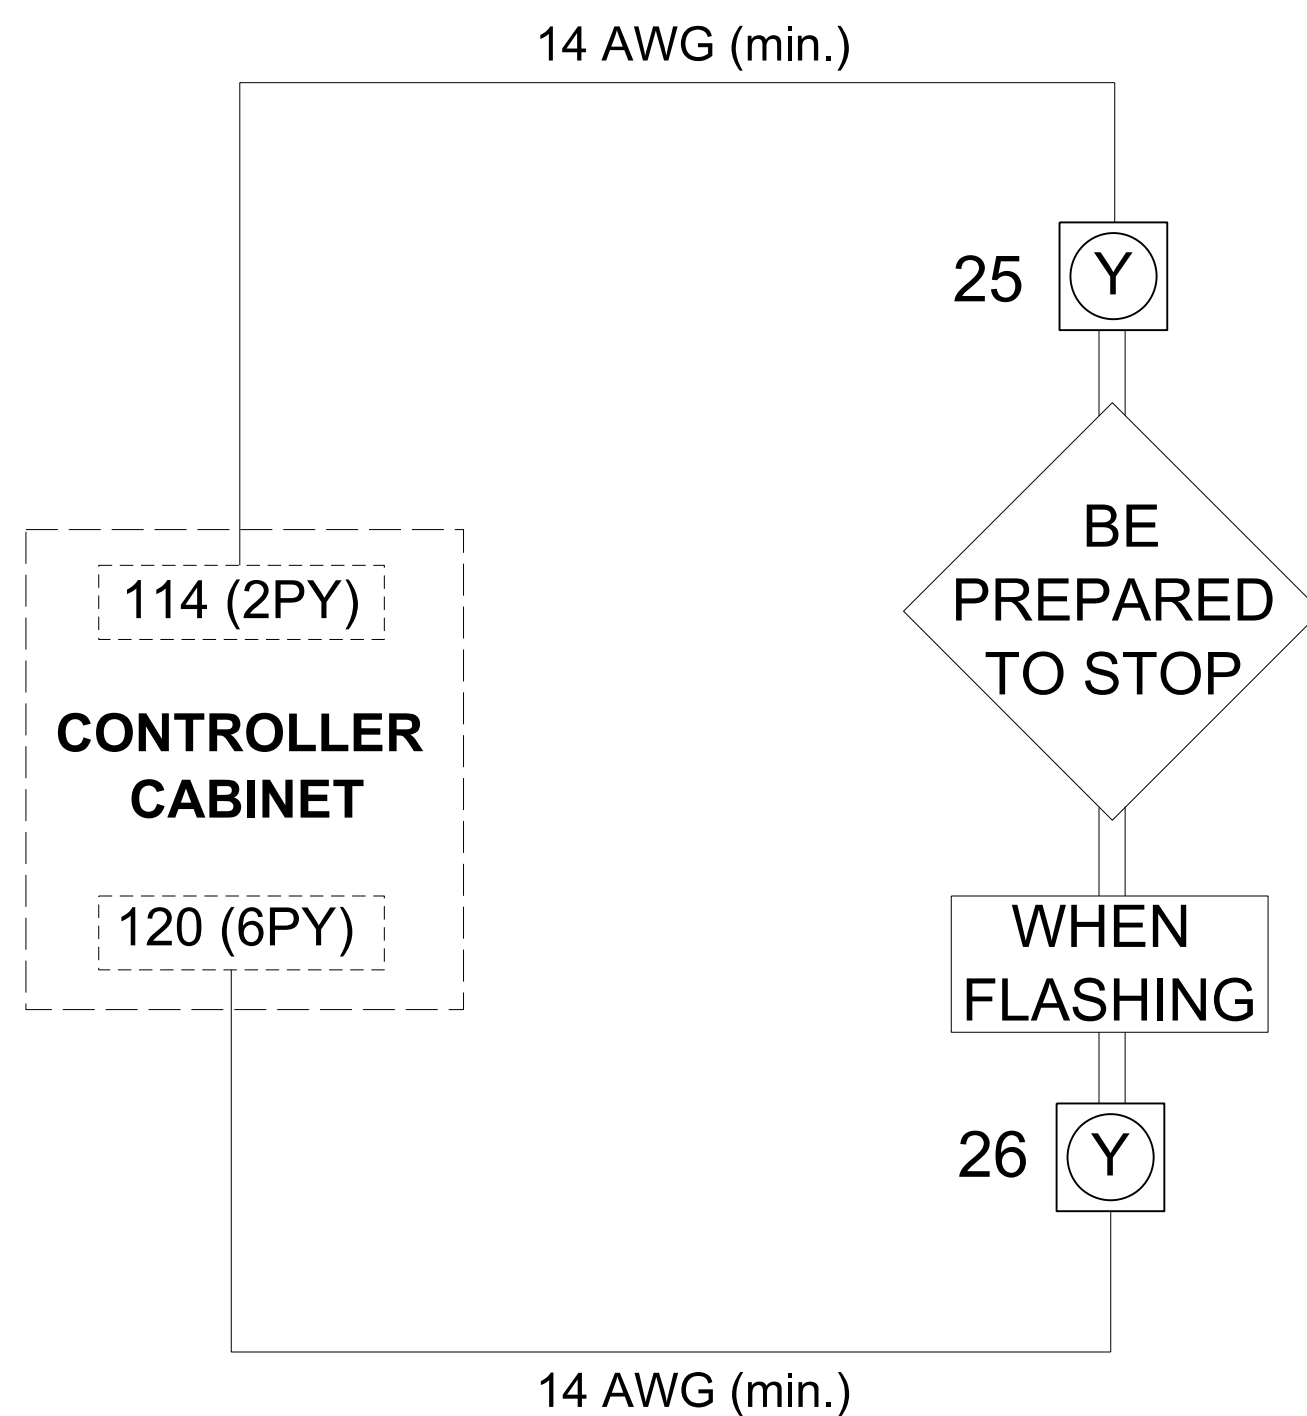 14 AWG (min.)
25
Y
BE
PREPARED
TO STOP
114 (2PY)
CONTROLLER
CABINET
120 (6PY)
WHEN
FLASHING
26
Y
14 AWG (min.)